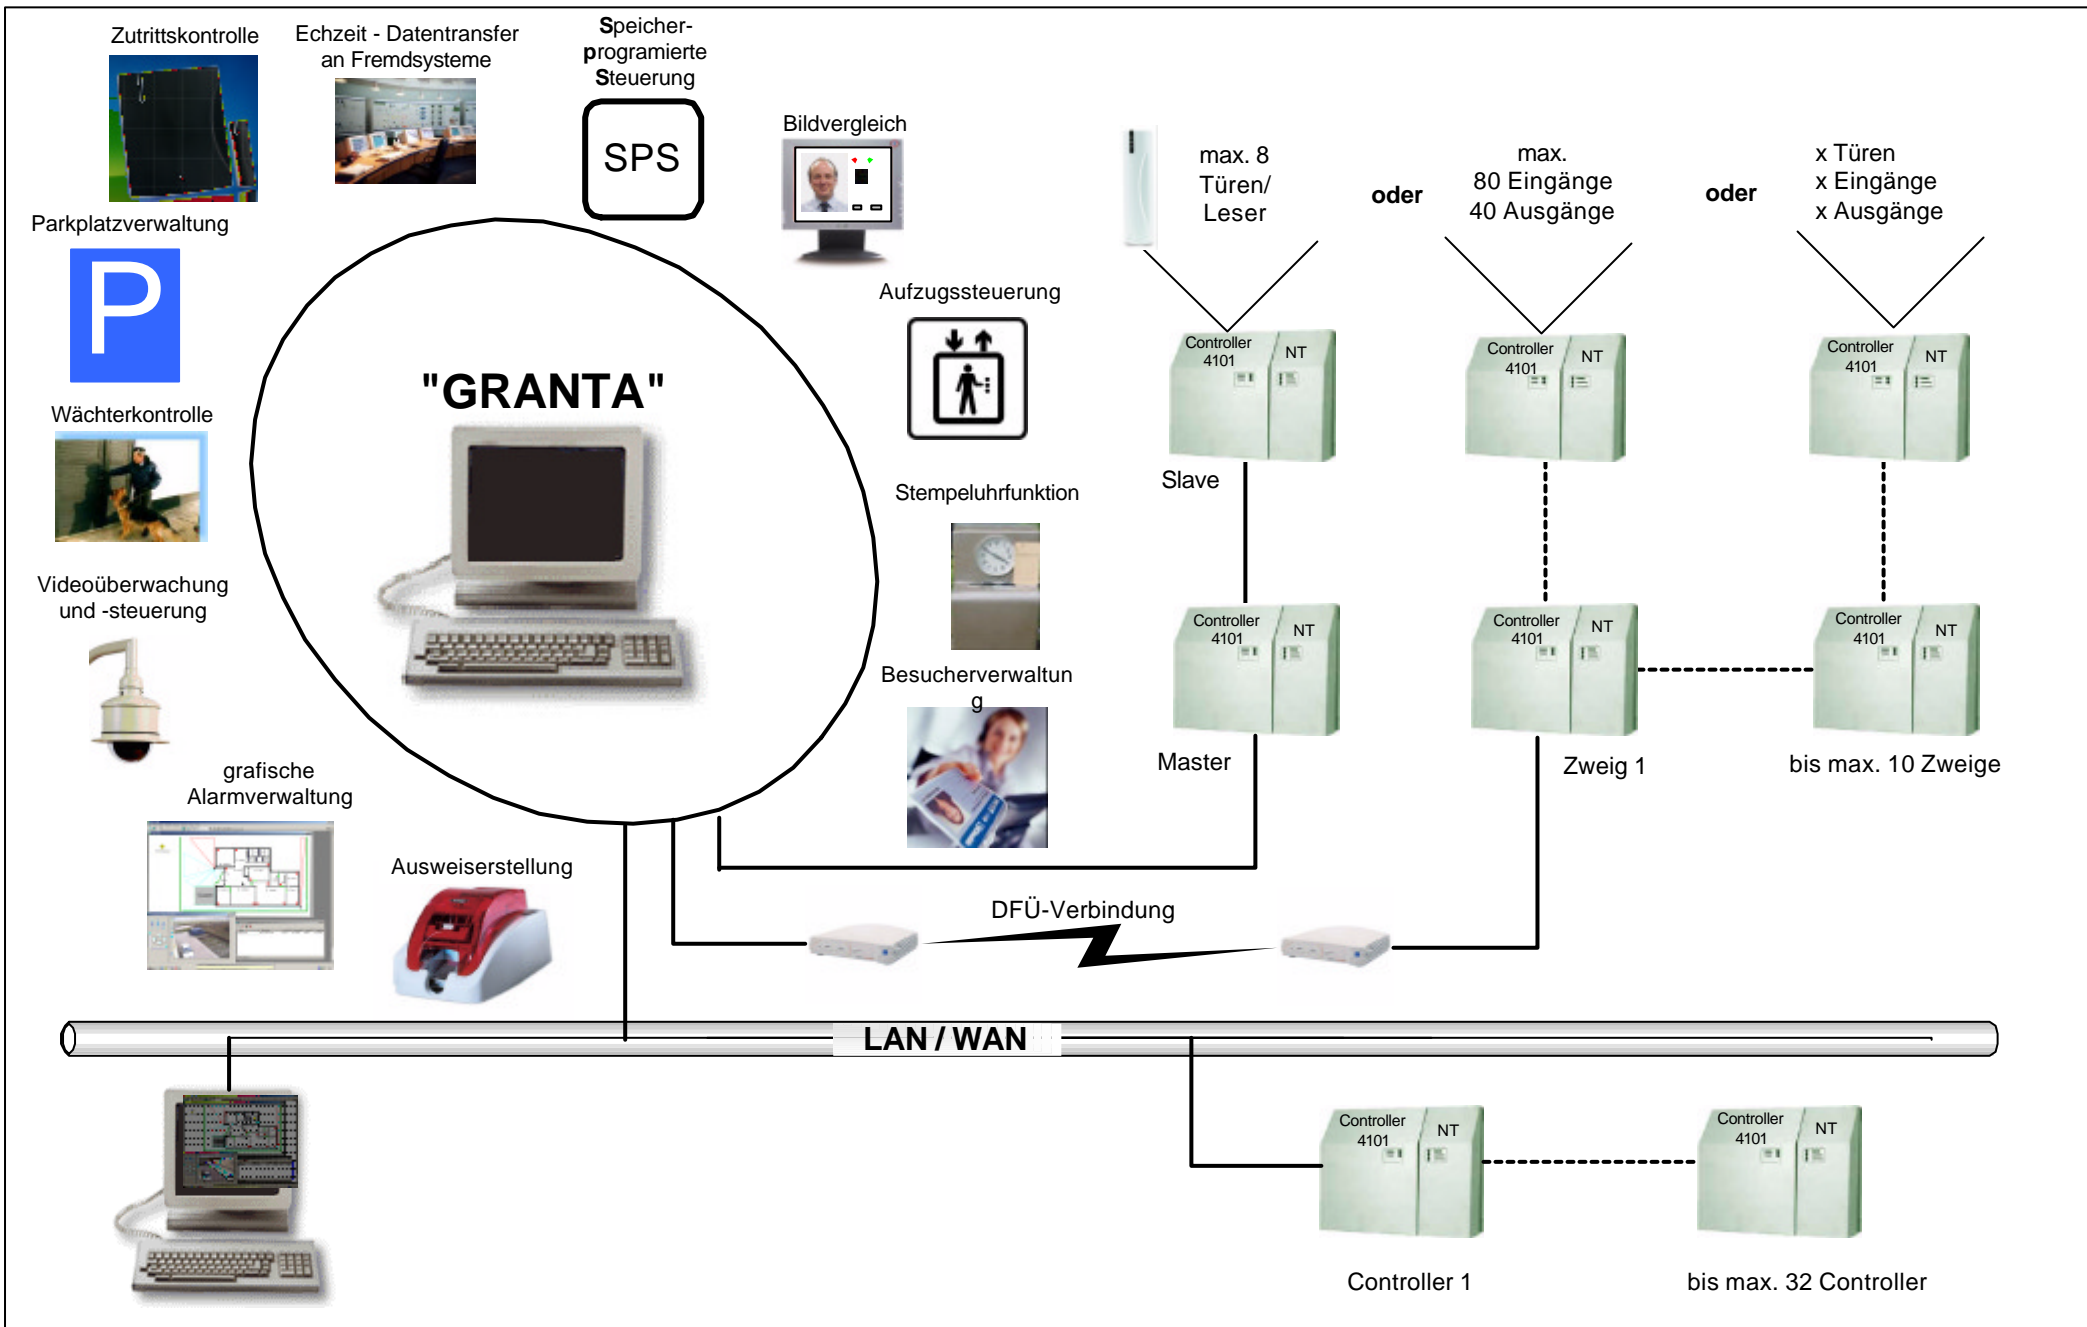 Zutrittskontrolle
Echzeit - Datentransfer
an Fremdsysteme
Speicher-
programierte
Steuerung
SPS
Bildvergleich
Parkplatzverwaltung
P
Aufzugssteuerung
"GRANTA"
Wächterkontrolle
Stempeluhrfunktion
Videoüberwachung
und -steuerung
Besucherverwaltun
g
grafische
Alarmverwaltung
Ausweiserstellung
max. 8
Türen/
Leser
oder
max.
80 Eingänge
40 Ausgänge
oder
x Türen
x Eingänge
x Ausgänge
Controller
4101
NT
Controller
4101
NT
Controller
4101
NT
Slave
Controller
4101
NT
Controller
4101
NT
Controller
4101
NT
Master
Zweig 1
bis max. 10 Zweige
DFÜ-Verbindung
LAN / WAN
Controller
4101
NT
Controller
4101
NT
Controller 1
bis max. 32 Controller